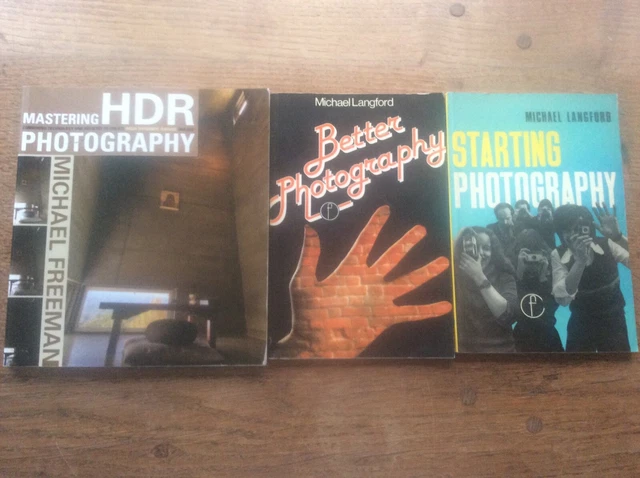 MASTERING HDR
PHOTOGRAPHY
MICHAEL FREEMAN
Michael Langford
Better
Photography
MICHAEL LANGFORD
STARTING
PHOTOGRAPHY